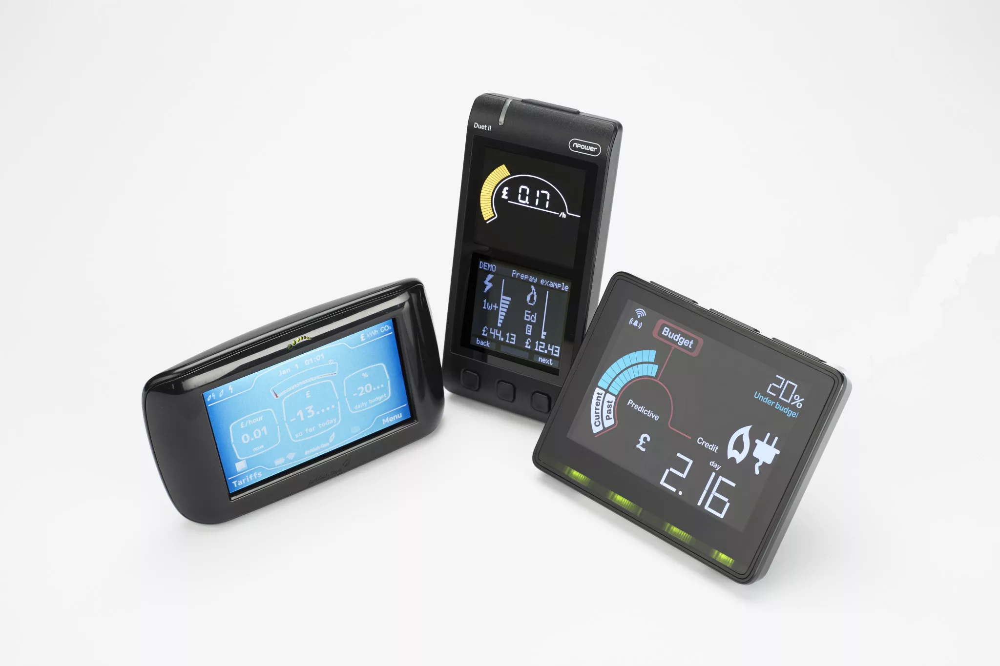 £ kWh CO₂
Jan 1 01:01
£/hour
0.01
now
£
-13....
so far today
%
-20...
daily budget
Menu
British Gas
Tariffs
Duet II
npower
£ 0.17
/h
DEMO
Prepay example
1w+
6d
£44.13
£12.43
back
next
Budget
20%
Under budget
Current
Past
Predictive
£
Credit
day
2.16